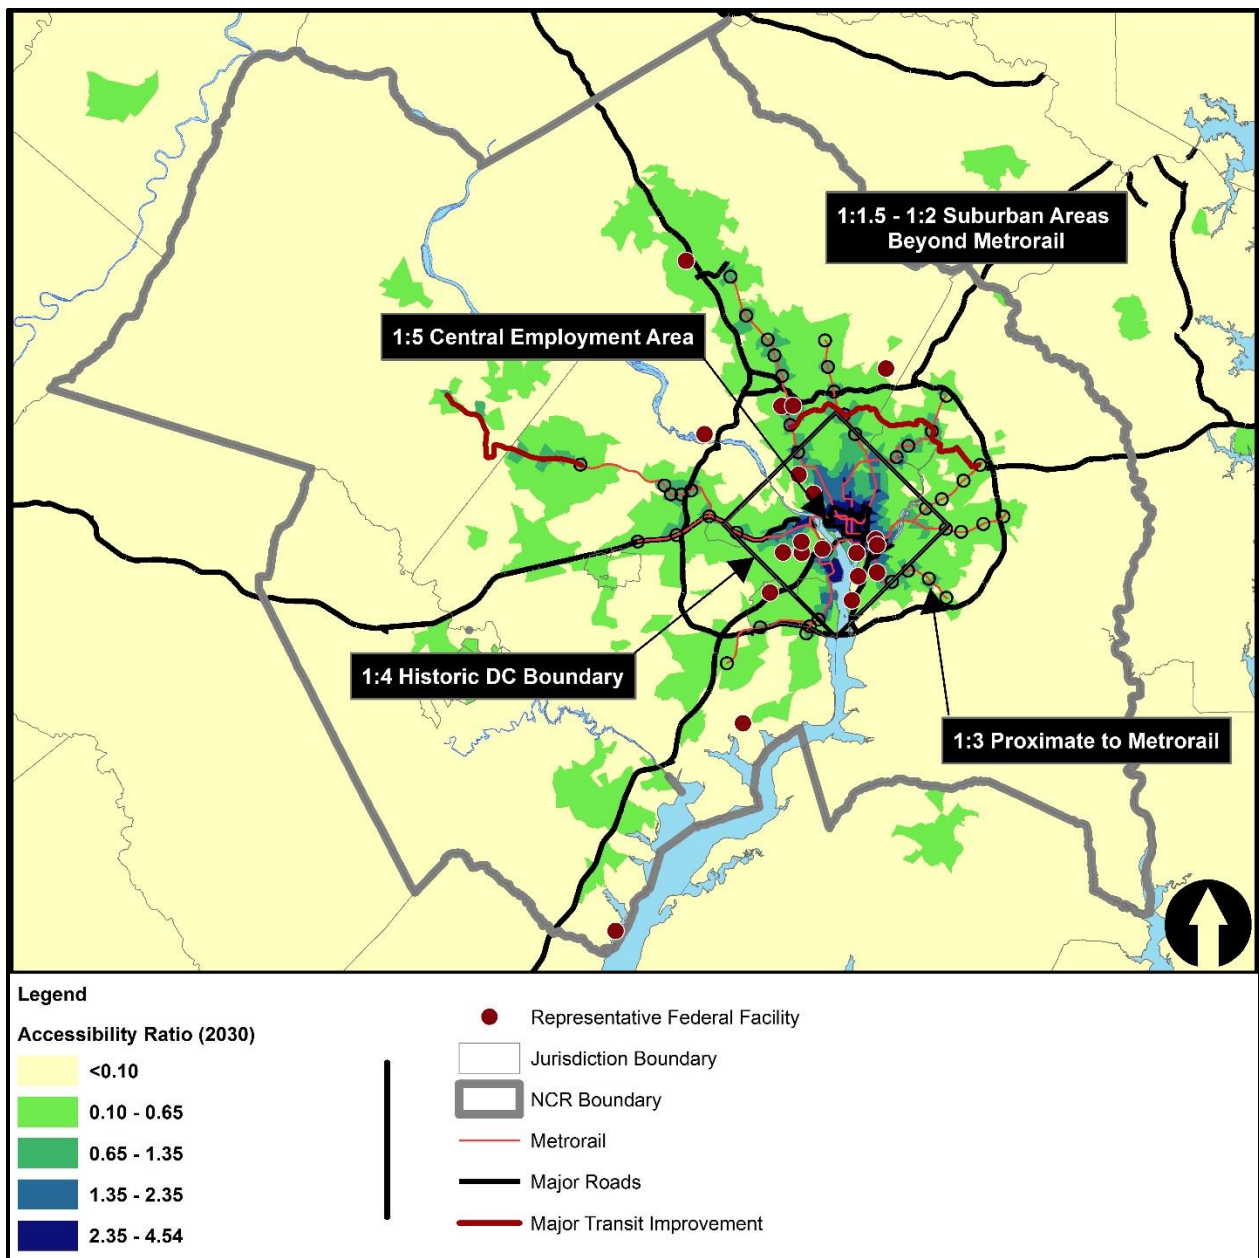 1:1.5 - 1:2 Suburban Areas
Beyond Metrorail
1:5 Central Employment Area
1:4 Historic DC Boundary
1:3 Proximate to Metrorail
Legend
Accessibility Ratio (2030)
<0.10
0.10 - 0.65
0.65 - 1.35
1.35 - 2.35
2.35 - 4.54
Representative Federal Facility
Jurisdiction Boundary
NCR Boundary
Metrorail
Major Roads
Major Transit Improvement